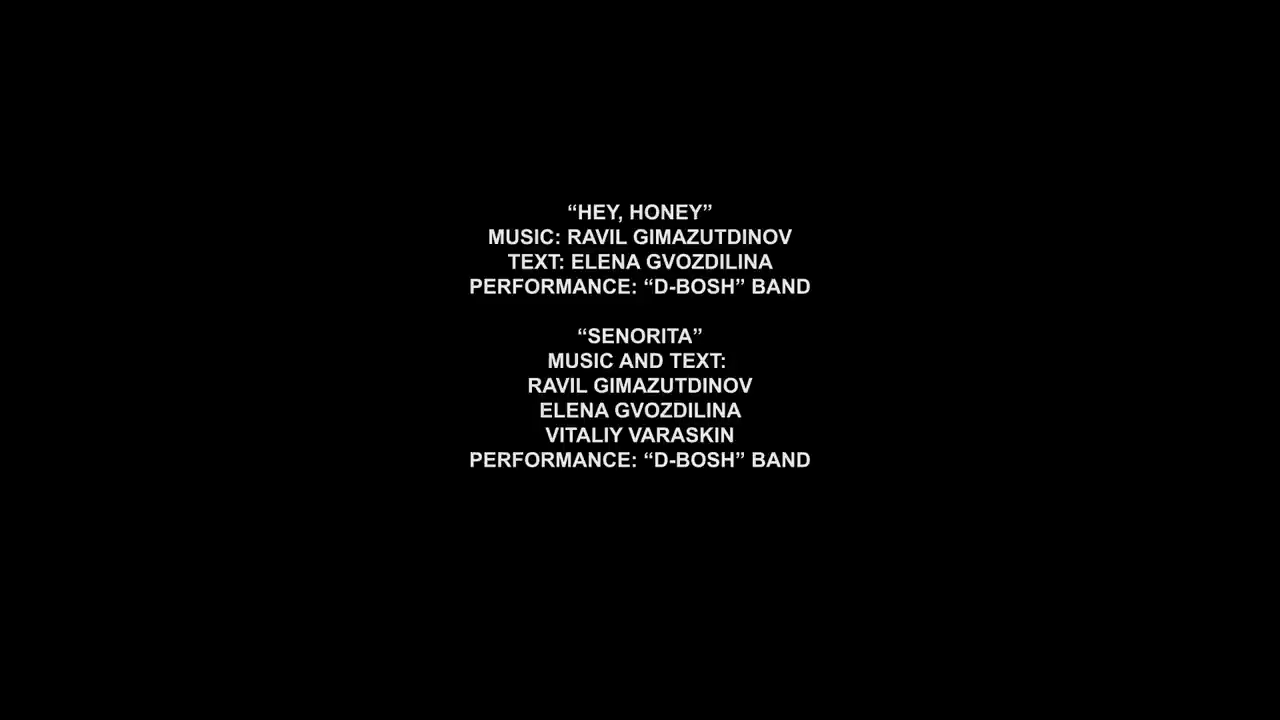 “HEY, HONEY”
MUSIC: RAVIL GIMAZUTDINOV
TEXT: ELENA GVOZDILINA
PERFORMANCE: “D-BOSH” BAND
“SENORITA”
MUSIC AND TEXT:
RAVIL GIMAZUTDINOV
ELENA GVOZDILINA
VITALIY VARASKIN
PERFORMANCE: “D-BOSH” BAND